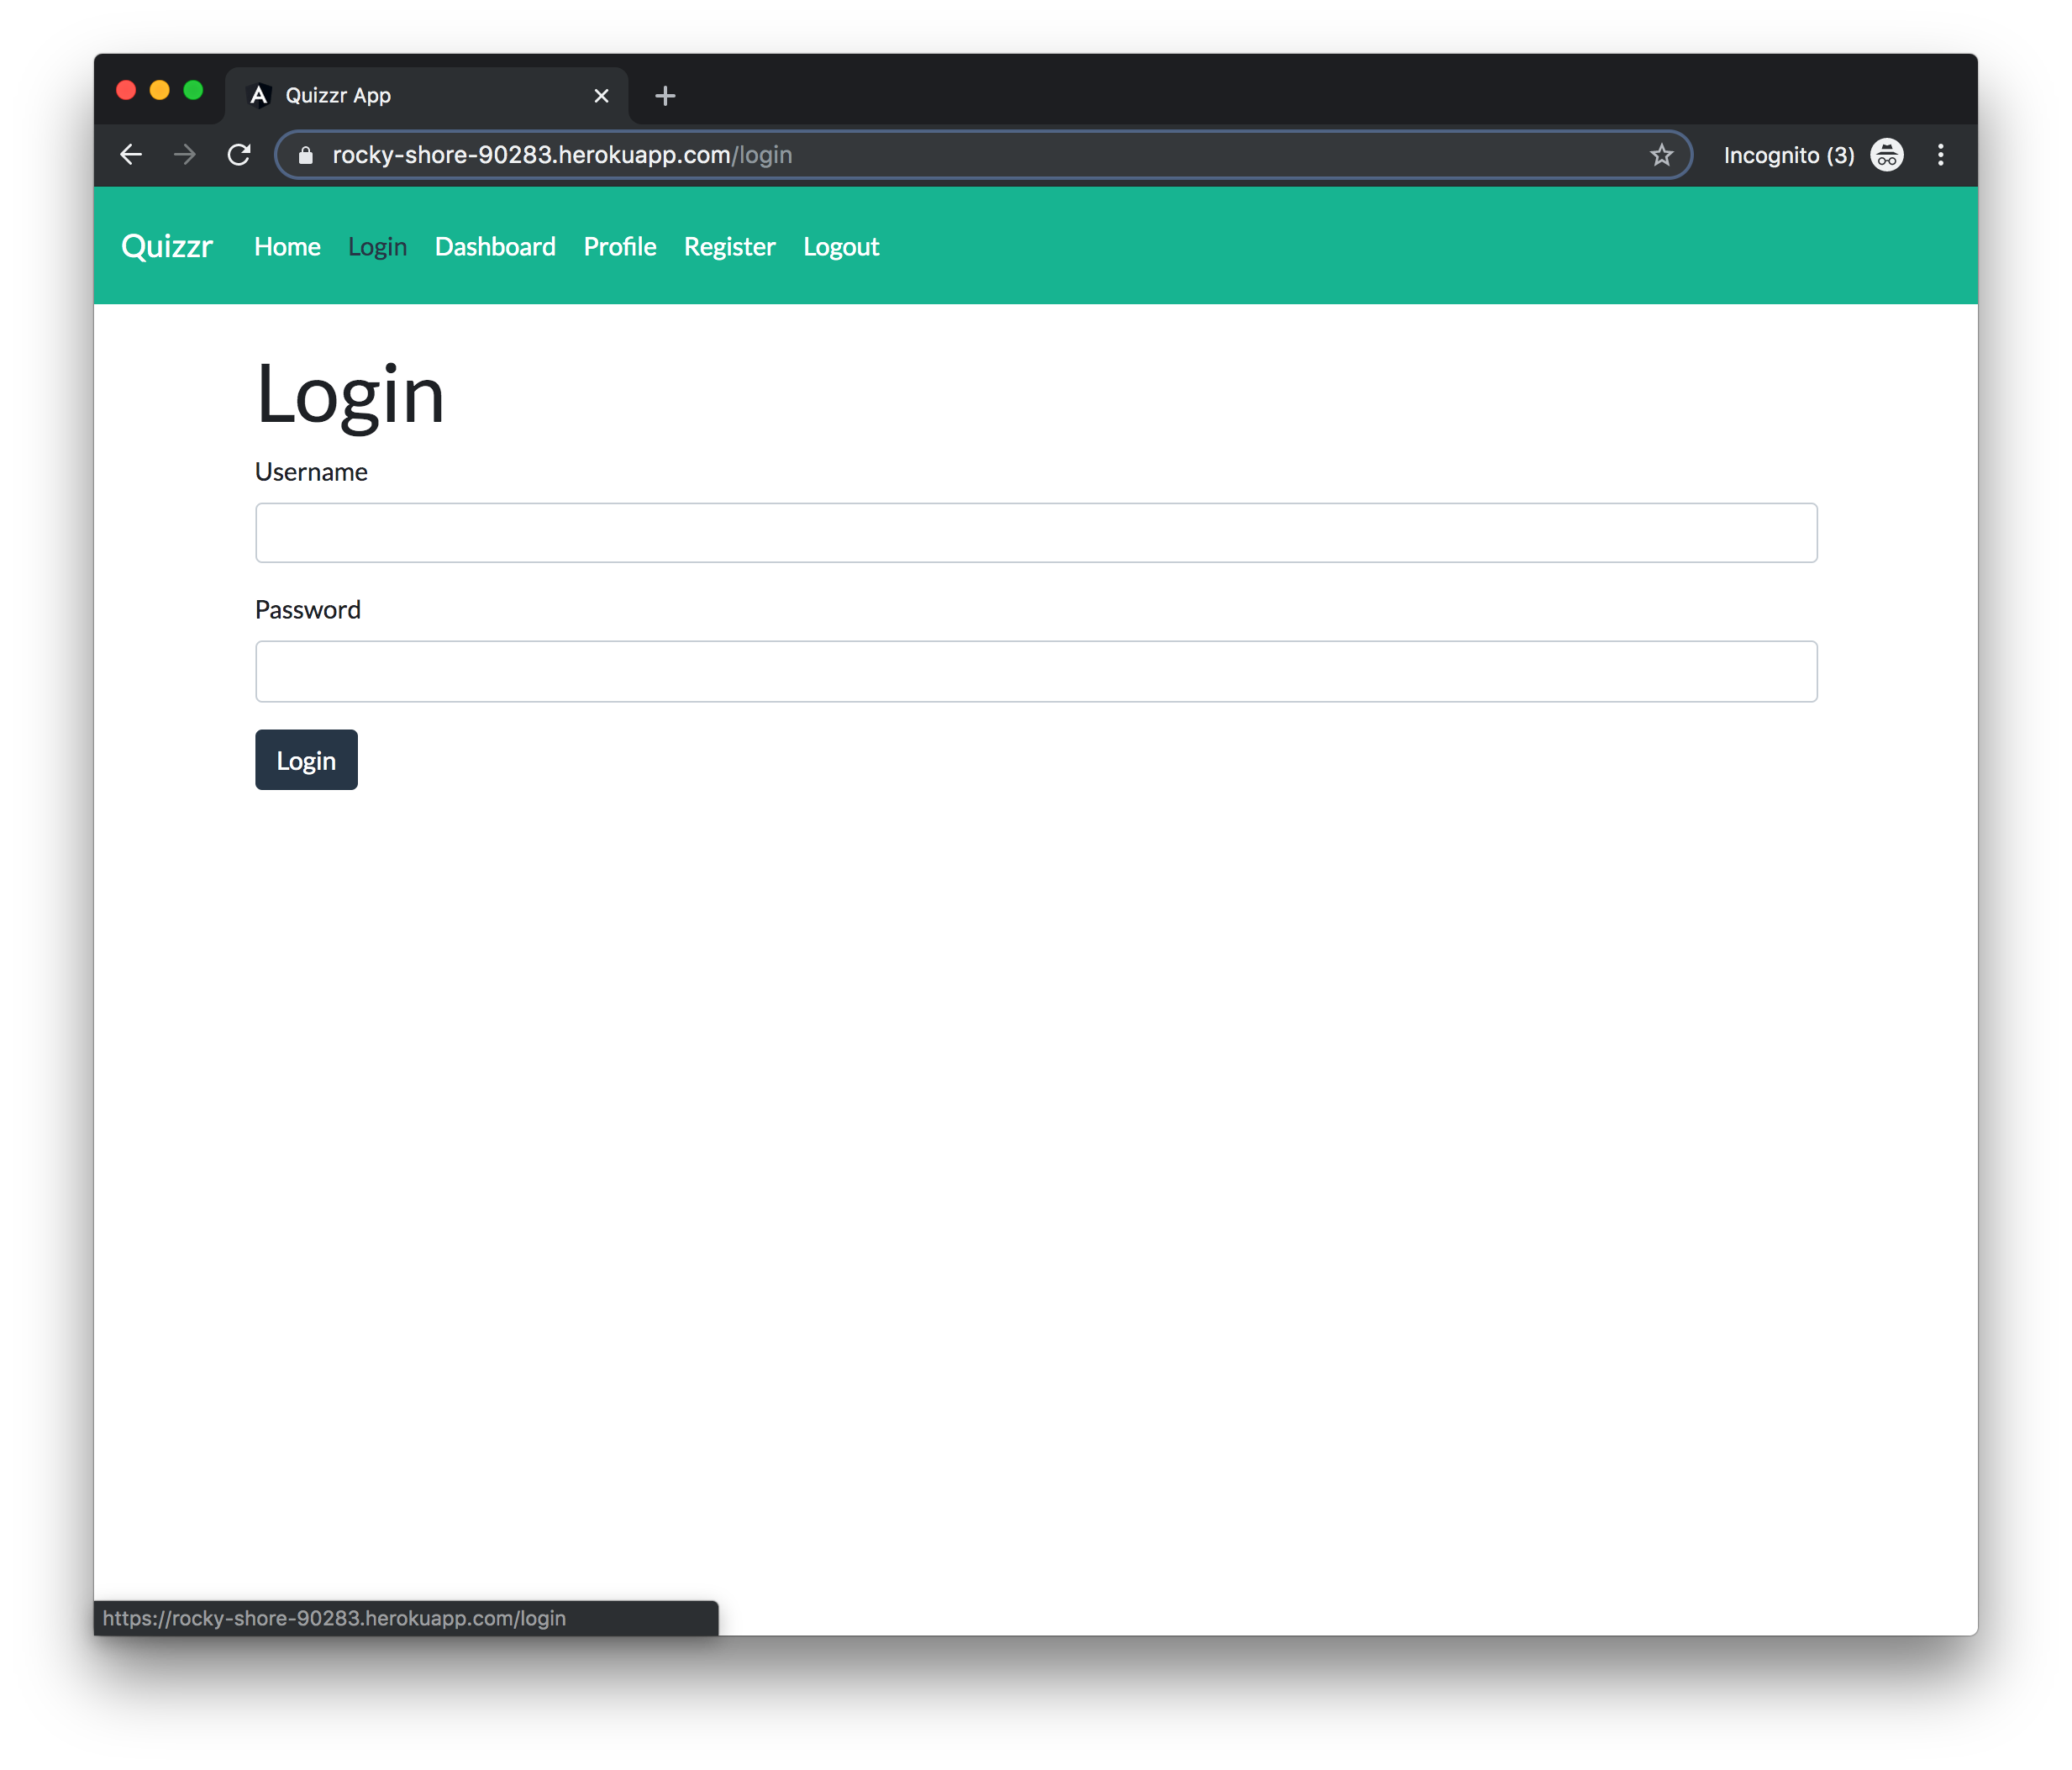 Quizzr App
rocky-shore-90283.herokuapp.com/login
Incognito (3)
Quizzr Home Login Dashboard Profile Register Logout
Login
Username
Password
Login
https://rocky-shore-90283.herokuapp.com/login